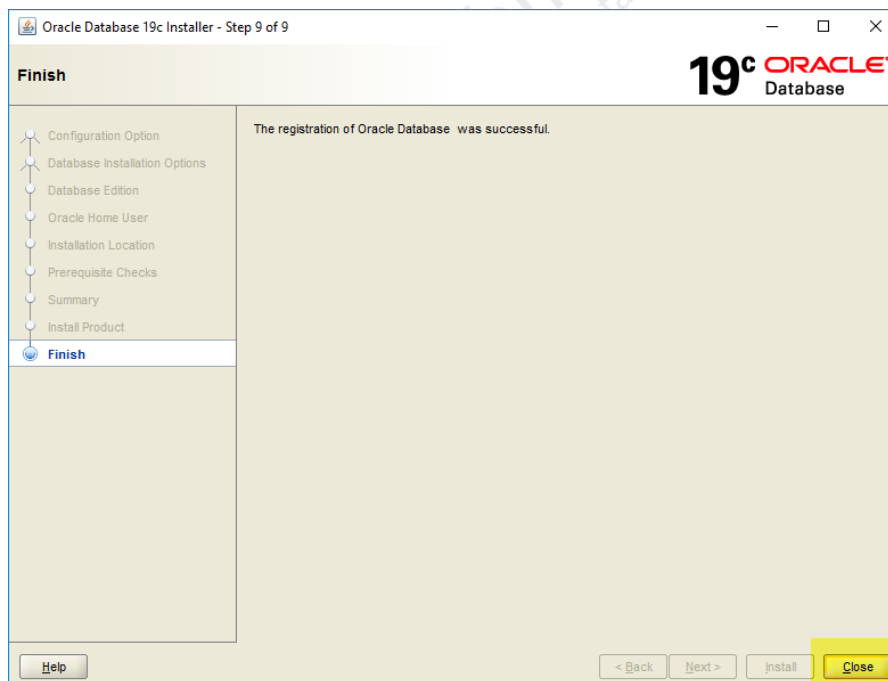 Oracle Database 19c Installer - Step 9 of 9
Finish
19c ORACLE
Database
Configuration Option
Database Installation Options
Database Edition
Oracle Home User
Installation Location
Prerequisite Checks
Summary
Install Product
Finish
The registration of Oracle Database  was successful.
Help
< Back
Next >
Install
Close